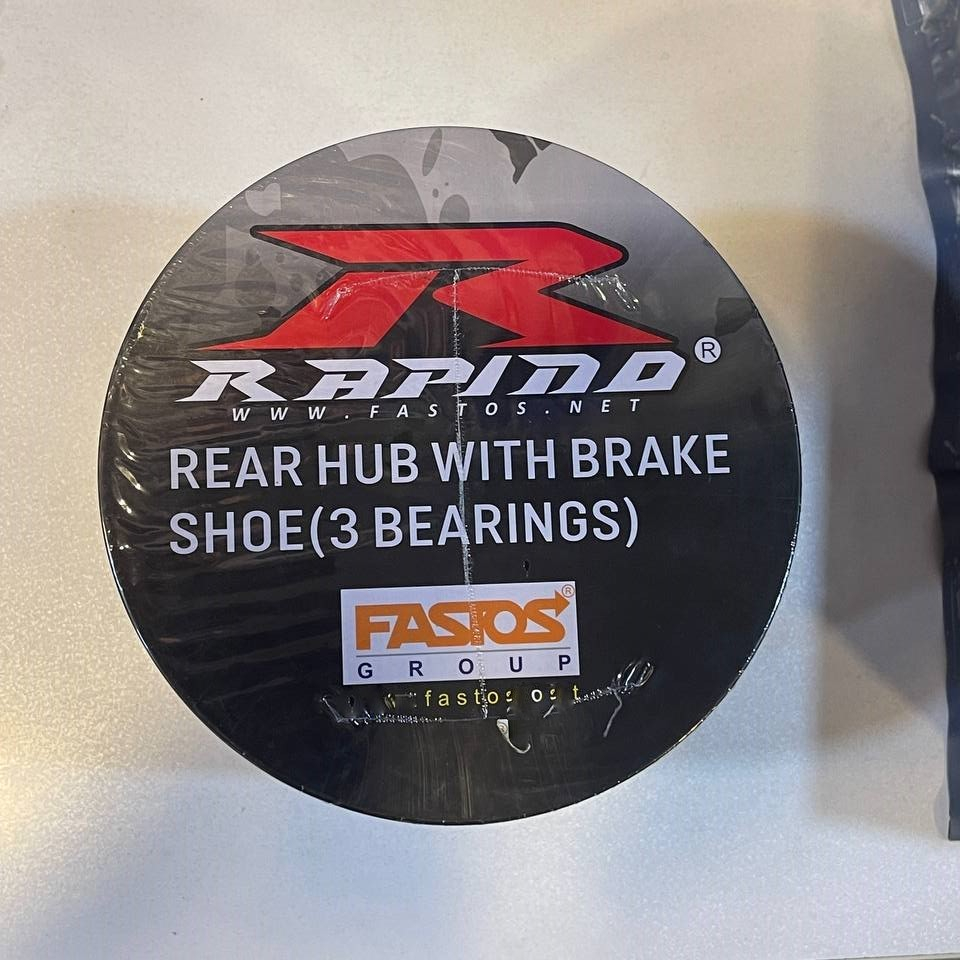 RAPIDO®
WWW.FASTOS.NET
REAR HUB WITH BRAKE
SHOE(3 BEARINGS)
FASTOS®
GROUP